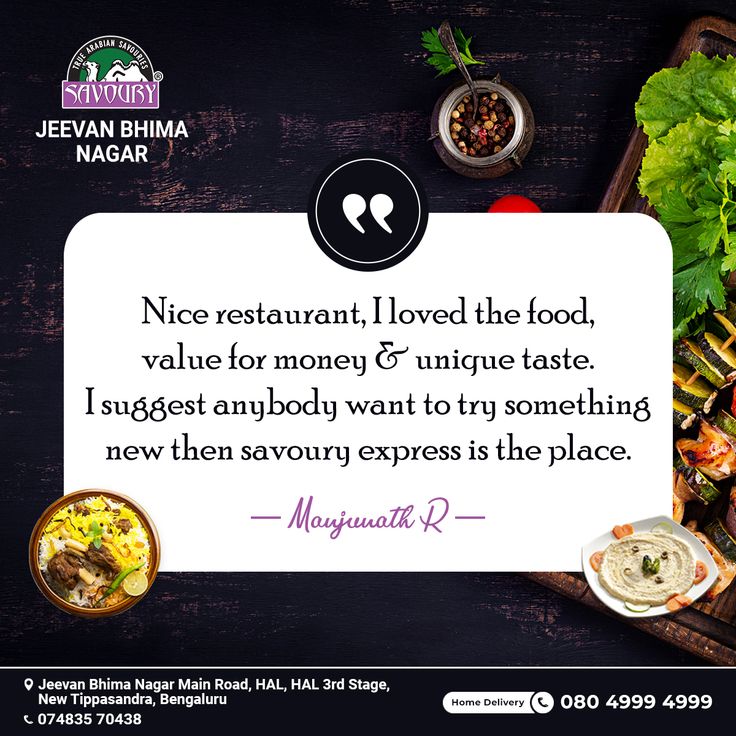 TRUE ARABIAN SAVOURIES
SAVOURY®
JEEVAN BHIMA
NAGAR
Nice restaurant, I loved the food,
value for money & unique taste.
I suggest anybody want to try something
new then savoury express is the place.
— Manjunath R —
Jeevan Bhima Nagar Main Road, HAL, HAL 3rd Stage,
New Tippasandra, Bengaluru
074835 70438
Home Delivery 080 4999 4999